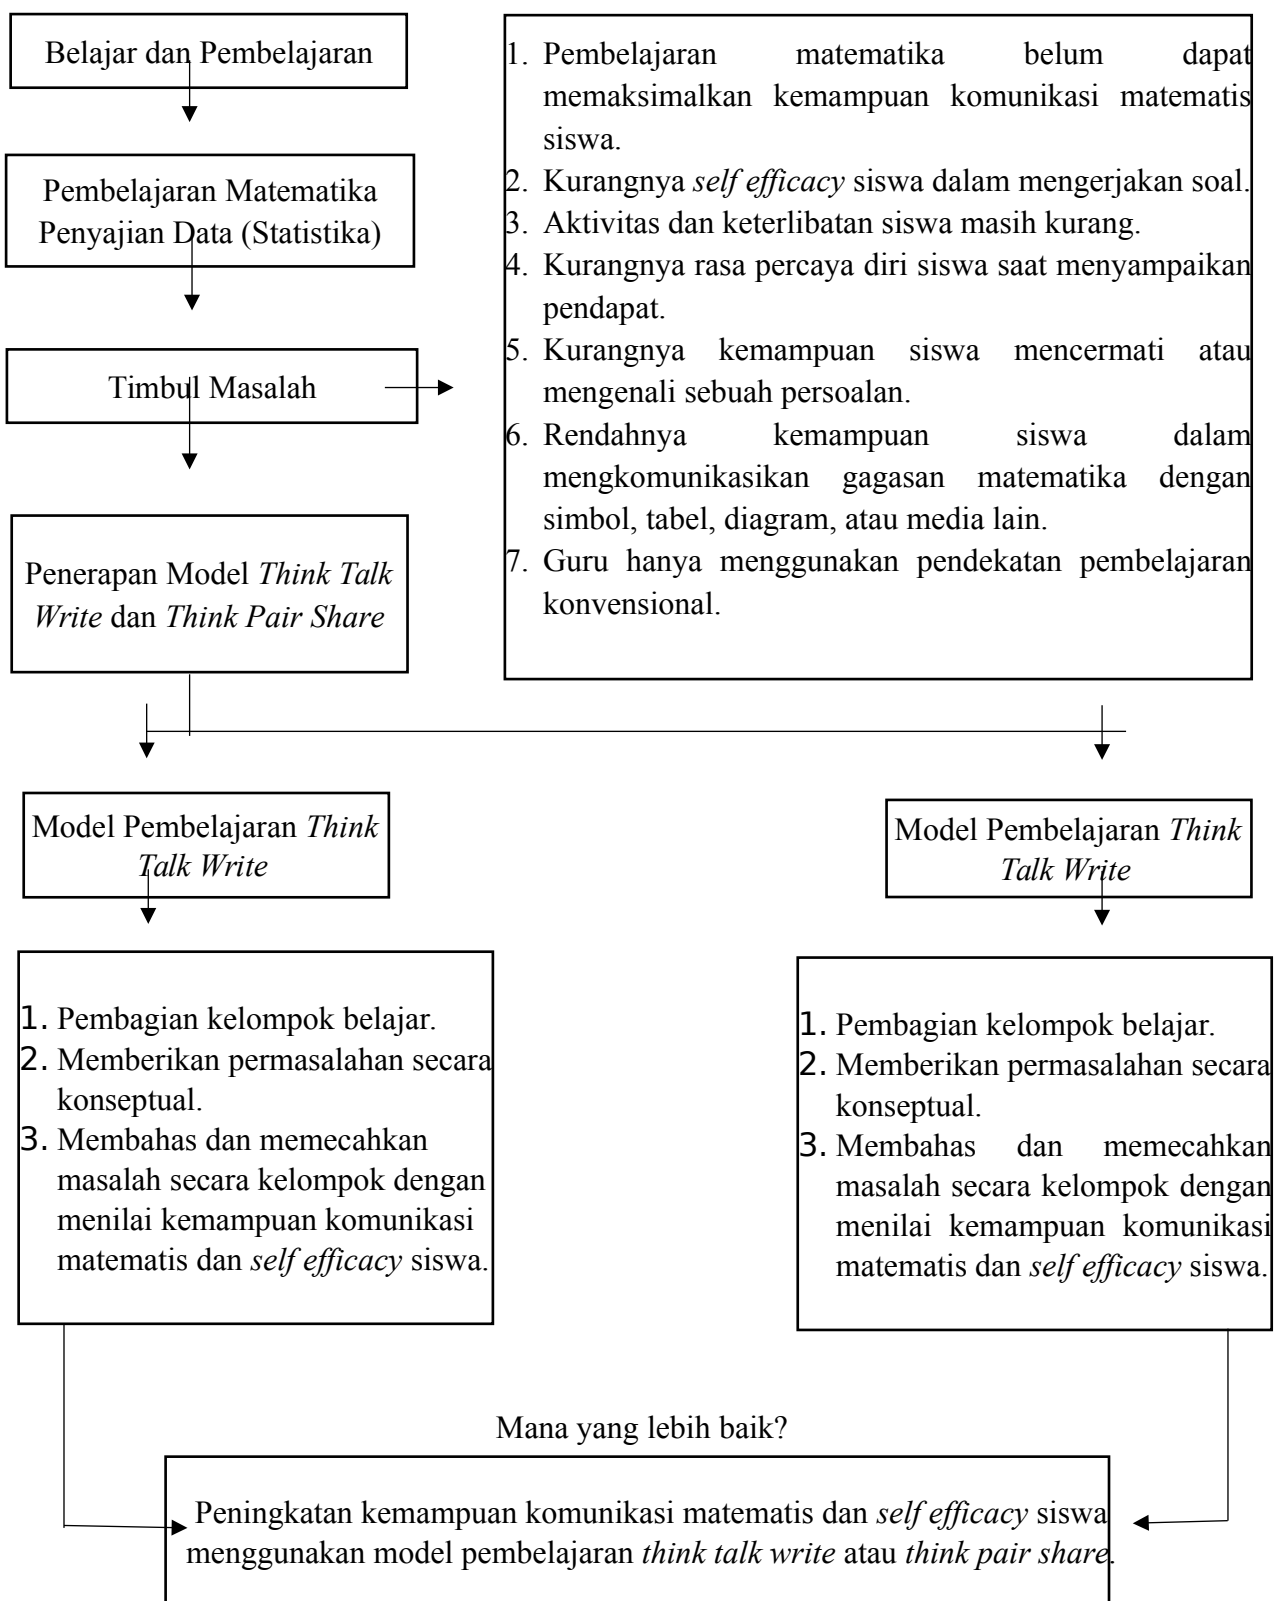 Belajar dan Pembelajaran
Pembelajaran Matematika
Penyajian Data (Statistika)
Timbul Masalah
1. Pembelajaran matematika belum dapat
memaksimalkan kemampuan komunikasi matematis
siswa.
2. Kurangnya self efficacy siswa dalam mengerjakan soal.
3. Aktivitas dan keterlibatan siswa masih kurang.
4. Kurangnya rasa percaya diri siswa saat menyampaikan
pendapat.
5. Kurangnya kemampuan siswa mencermati atau
mengenali sebuah persoalan.
6. Rendahnya kemampuan siswa dalam
mengkomunikasikan gagasan matematika dengan
simbol, tabel, diagram, atau media lain.
7. Guru hanya menggunakan pendekatan pembelajaran
konvensional.
Penerapan Model Think Talk
Write dan Think Pair Share
Model Pembelajaran Think
Talk Write
Model Pembelajaran Think
Talk Write
1. Pembagian kelompok belajar.
2. Memberikan permasalahan secara
konseptual.
3. Membahas dan memecahkan
masalah secara kelompok dengan
menilai kemampuan komunikasi
matematis dan self efficacy siswa.
1. Pembagian kelompok belajar.
2. Memberikan permasalahan secara
konseptual.
3. Membahas dan memecahkan
masalah secara kelompok dengan
menilai kemampuan komunikasi
matematis dan self efficacy siswa.
Mana yang lebih baik?
Peningkatan kemampuan komunikasi matematis dan self efficacy siswa
menggunakan model pembelajaran think talk write atau think pair share.